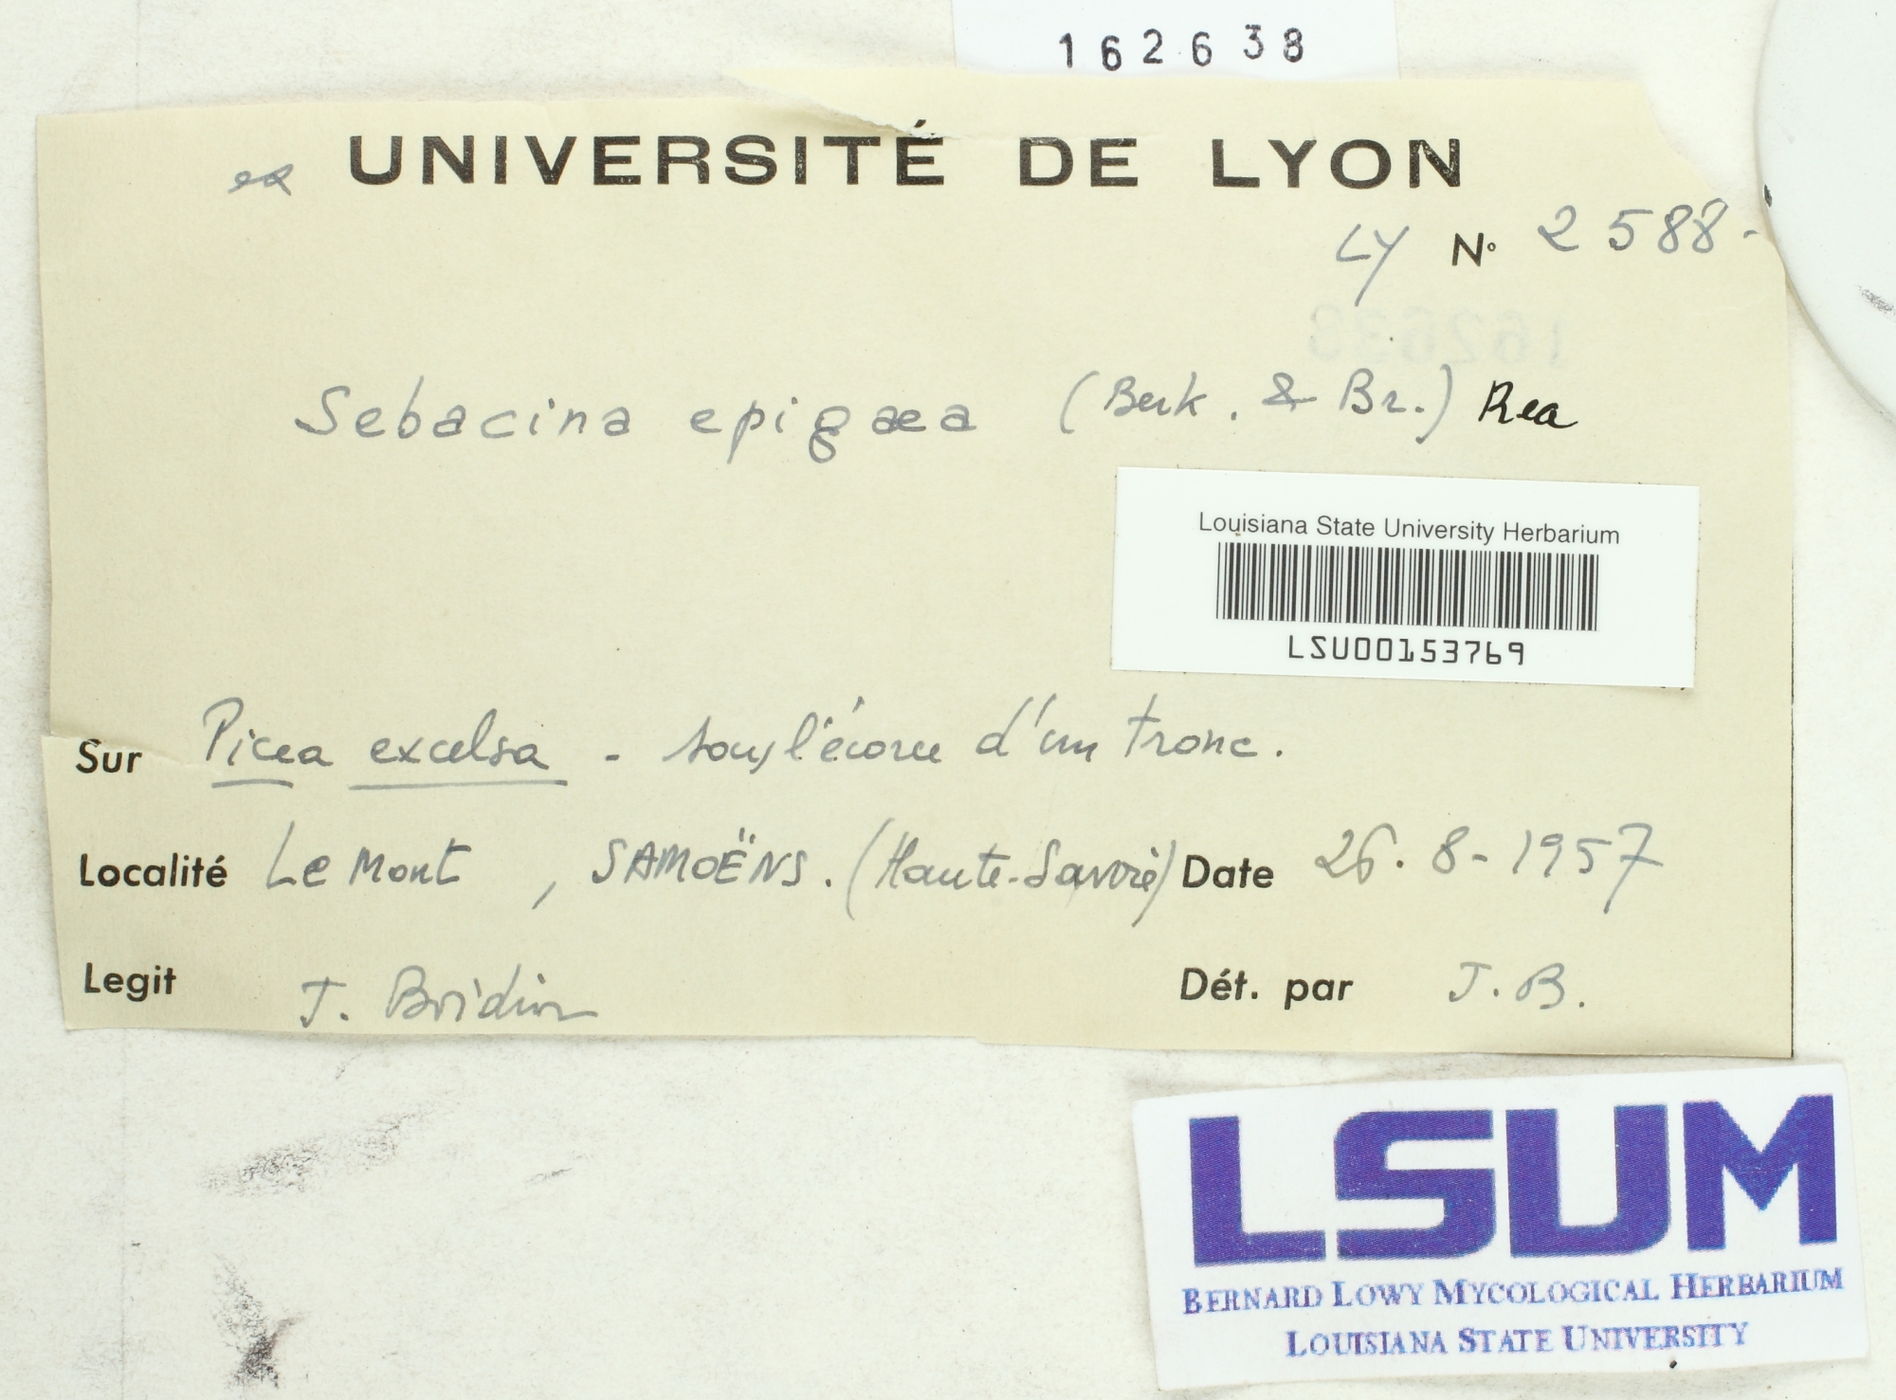 162638
ex UNIVERSITÉ DE LYON
LY N° 2588-
Sebacina epigaea (Berk. & Br.) Rea
Louisiana State University Herbarium
LSU00153769
Sur Picea excelsa - sous l'écorce d'un tronc.
Localité Le Mont, SAMOËNS. (Haute-Savoie) Date 26.8-1957
Legit J. Boidin
Dét. par J.B.
LSUM
BERNARD LOWY MYCOLOGICAL HERBARIUM
LOUISIANA STATE UNIVERSITY